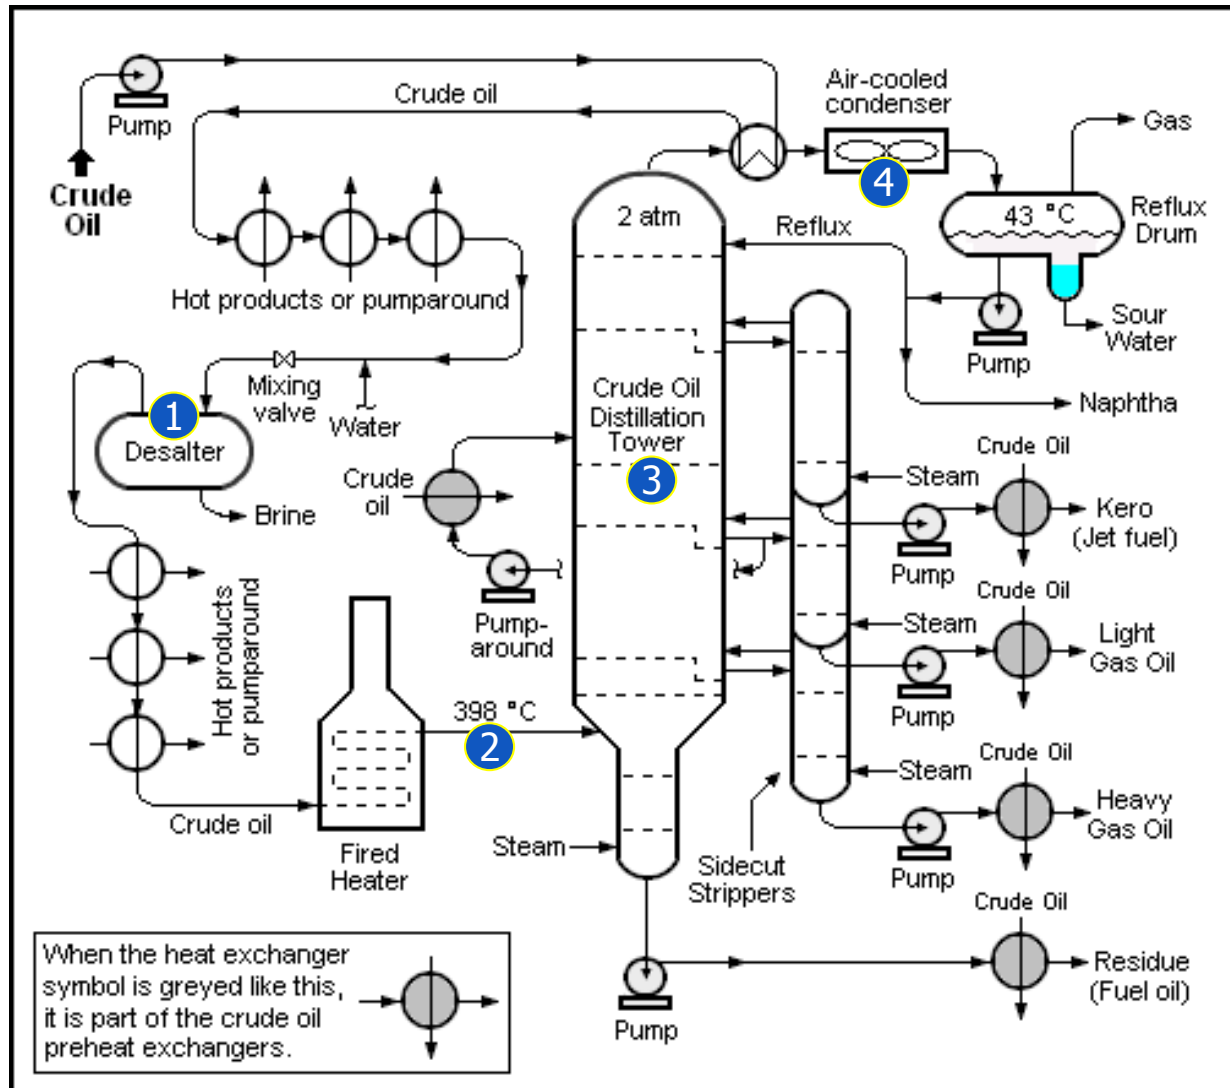 Pump
Crude
Oil
Crude oil
Air-cooled
condenser
4
Gas
43 °C
Reflux
Drum
2 atm
Reflux
Hot products or pumparound
Sour
Water
Pump
Mixing
valve
Water
1
Desalter
Brine
Crude Oil
Distillation
Tower
3
Naphtha
Crude
oil
Steam
Crude Oil
Kero
(Jet fuel)
Pump
Hot products
or pumparound
Pump-
around
Steam
Crude Oil
Light
Gas Oil
Pump
398 °C
2
Steam
Crude Oil
Heavy
Gas Oil
Pump
Crude oil
Fired
Heater
Steam
Sidecut
Strippers
Crude Oil
Residue
(Fuel oil)
Pump
When the heat exchanger
symbol is greyed like this,
it is part of the crude oil
preheat exchangers.